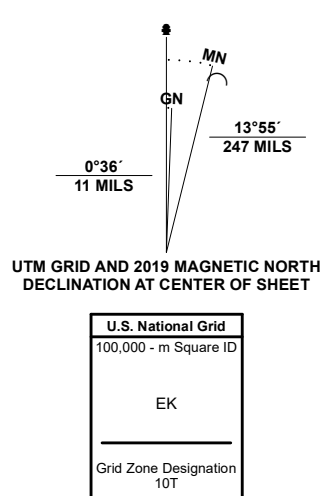 MN
GN
13°55´
247 MILS
0°36´
11 MILS
UTM GRID AND 2019 MAGNETIC NORTH
DECLINATION AT CENTER OF SHEET
U.S. National Grid
100,000 - m Square ID
EK
Grid Zone Designation
10T